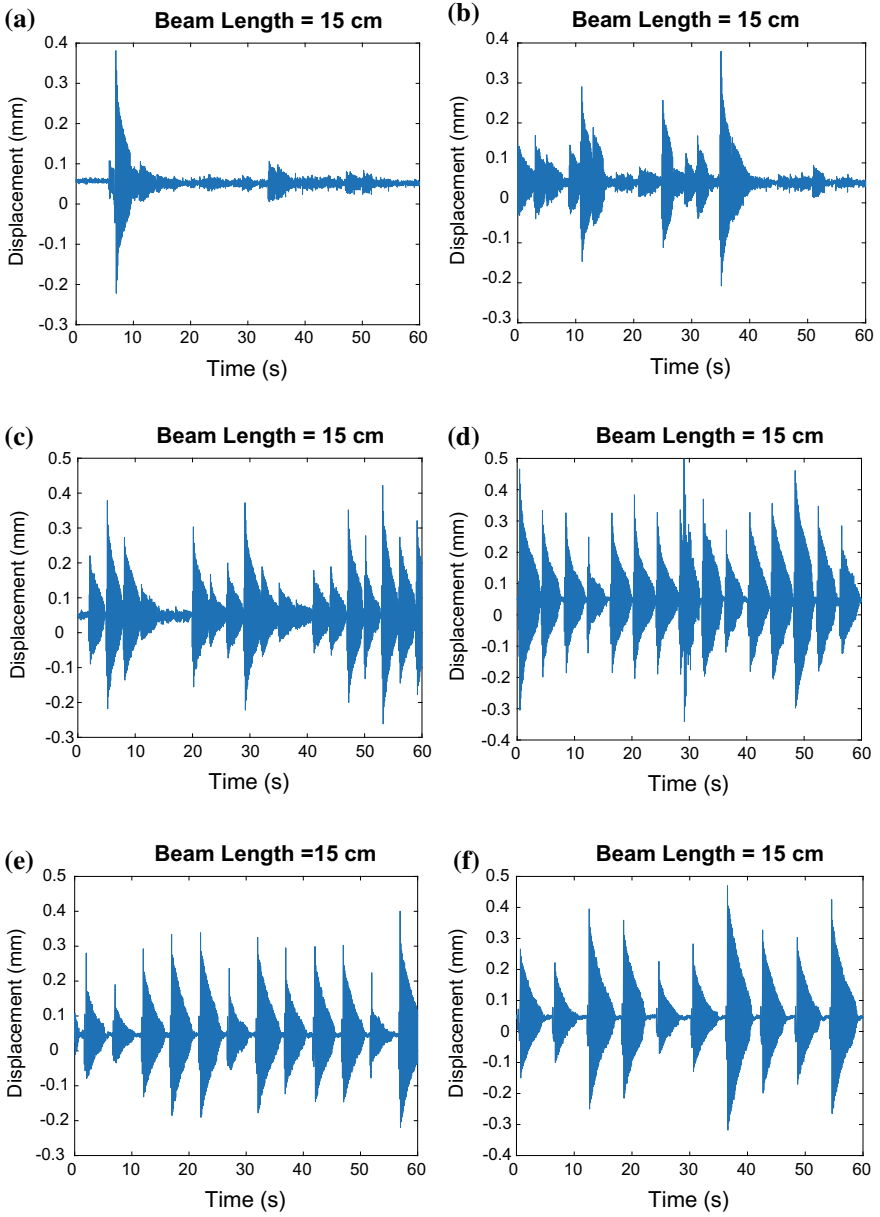 (a)
Beam Length = 15 cm
0.4
0.3
0.2
0.1
0
-0.1
-0.2
-0.3
Displacement (mm)
0 10 20 30 40 50 60
Time (s)
(b)
Beam Length = 15 cm
0.4
0.3
0.2
0.1
0
-0.1
-0.2
-0.3
Displacement (mm)
0 10 20 30 40 50 60
Time (s)
(c)
Beam Length = 15 cm
0.5
0.4
0.3
0.2
0.1
0
-0.1
-0.2
-0.3
Displacement (mm)
0 10 20 30 40 50 60
Time (s)
(d)
Beam Length = 15 cm
0.5
0.4
0.3
0.2
0.1
0
-0.1
-0.2
-0.3
-0.4
Displacement (mm)
0 10 20 30 40 50 60
Time (s)
(e)
Beam Length =15 cm
0.5
0.4
0.3
0.2
0.1
0
-0.1
-0.2
-0.3
Displacement (mm)
0 10 20 30 40 50 60
Time (s)
(f)
Beam Length = 15 cm
0.5
0.4
0.3
0.2
0.1
0
-0.1
-0.2
-0.3
-0.4
Displacement (mm)
0 10 20 30 40 50 60
Time (s)